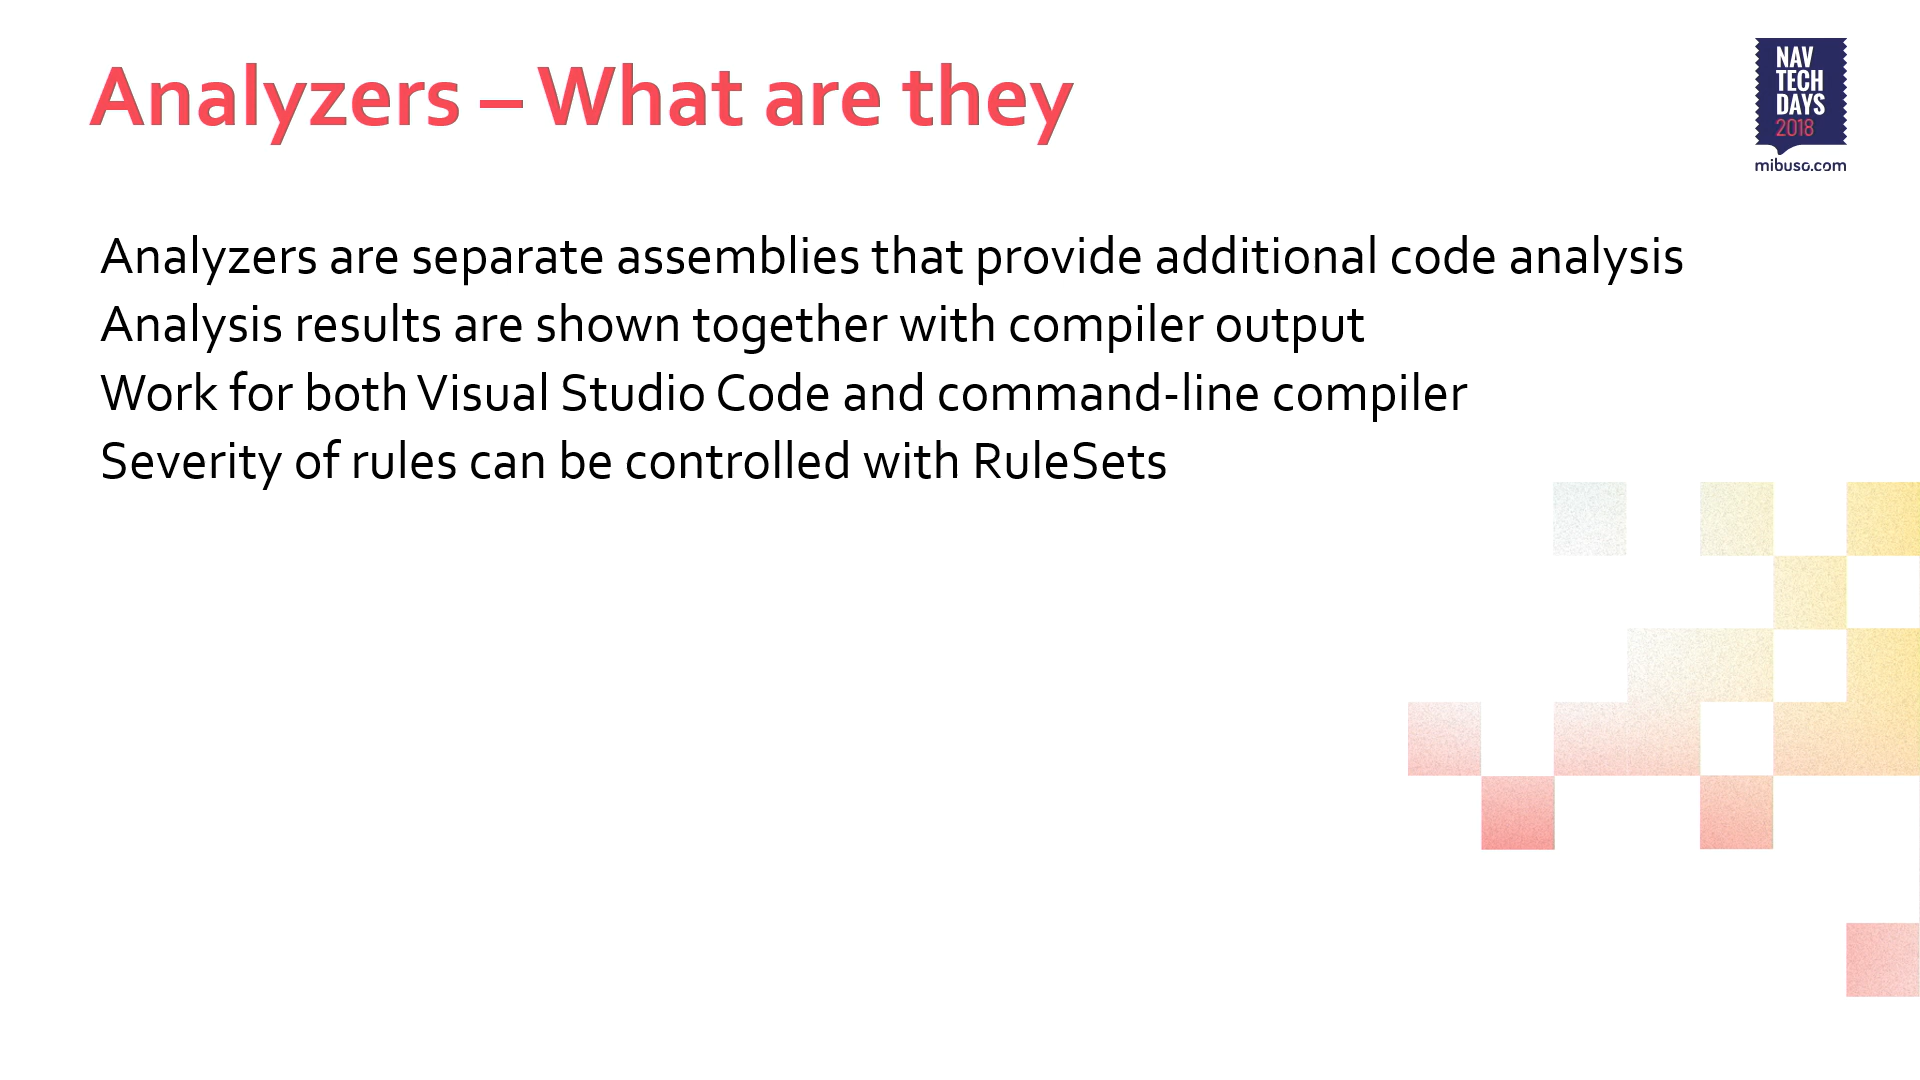 Analyzers – What are they
NAV
TECH
DAYS
2018
mibuso.com
Analyzers are separate assemblies that provide additional code analysis
Analysis results are shown together with compiler output
Work for both Visual Studio Code and command-line compiler
Severity of rules can be controlled with RuleSets